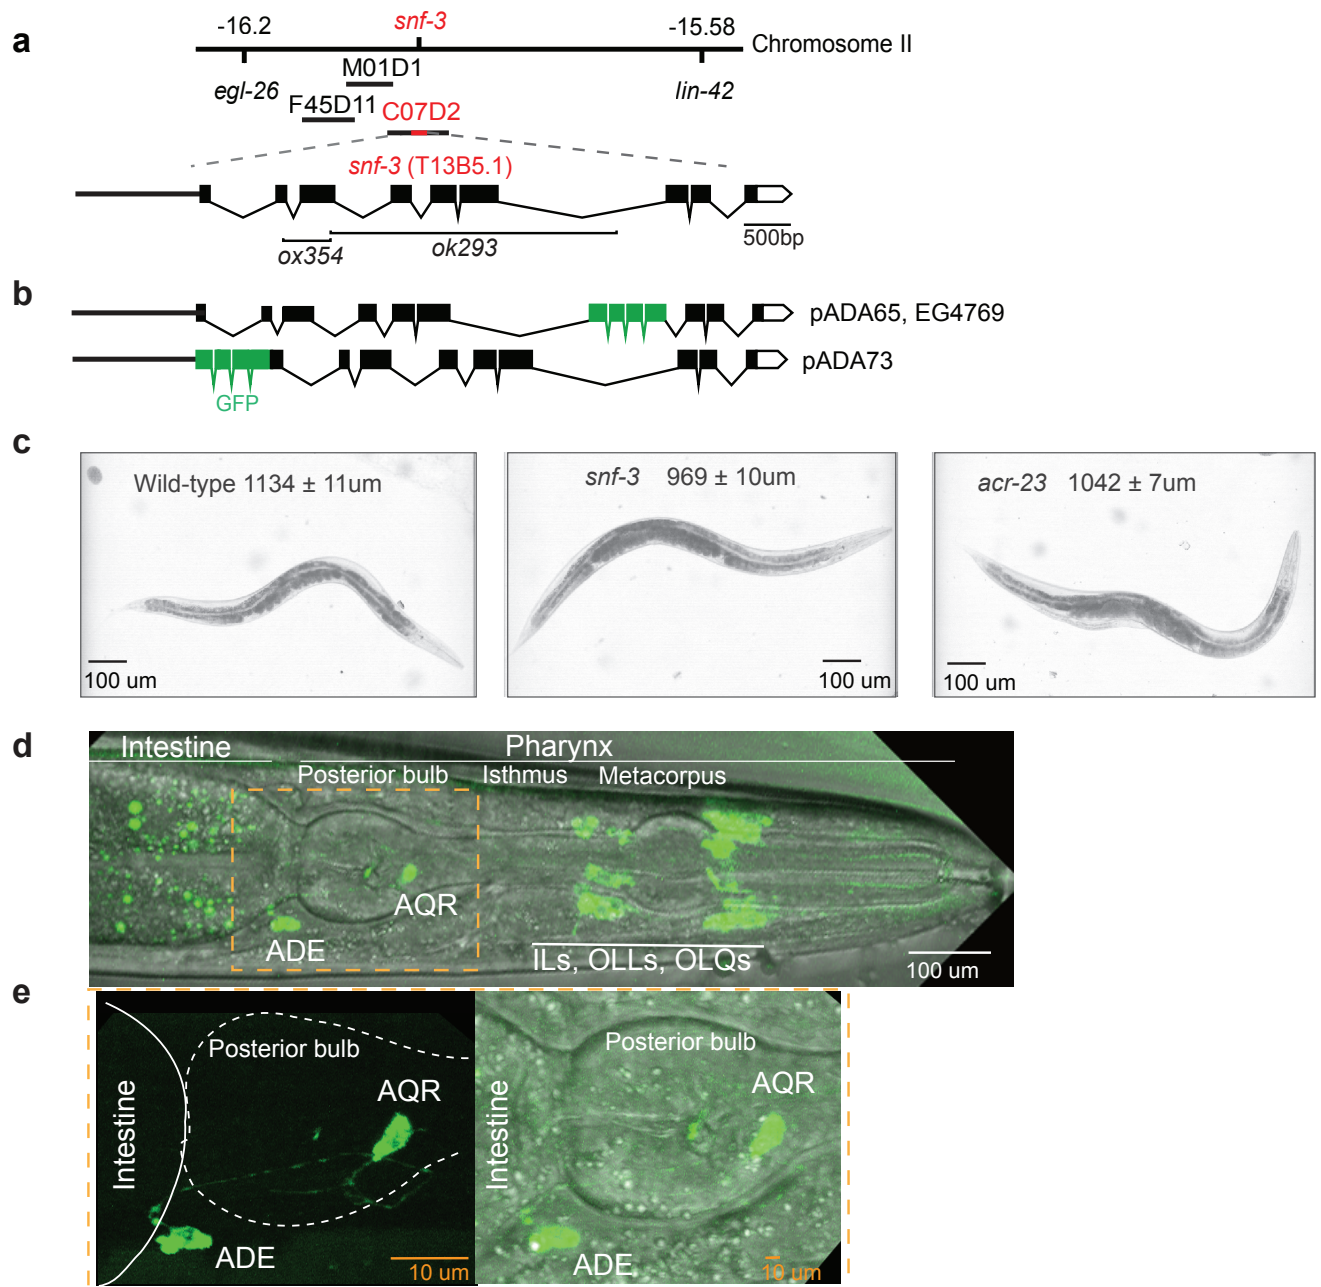 a
-16.2
snf-3
-15.58
Chromosome II
egl-26
M01D1
lin-42
F45D11
C07D2
snf-3 (T13B5.1)
500bp
ox354
ok293
b
pADA65, EG4769
pADA73
GFP
c
Wild-type 1134 ± 11um
100 um
snf-3 969 ± 10um
100 um
acr-23 1042 ± 7um
100 um
d
Intestine
Pharynx
Posterior bulb
Isthmus
Metacorpus
AQR
ADE
ILs, OLLs, OLQs
100 um
e
Intestine
Posterior bulb
AQR
ADE
10 um
Intestine
Posterior bulb
AQR
ADE
10 um